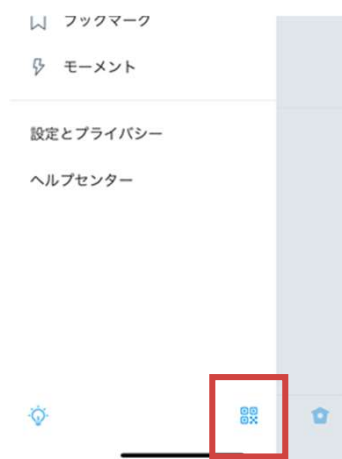 ブックマーク
モーメント
設定とプライバシー
ヘルプセンター